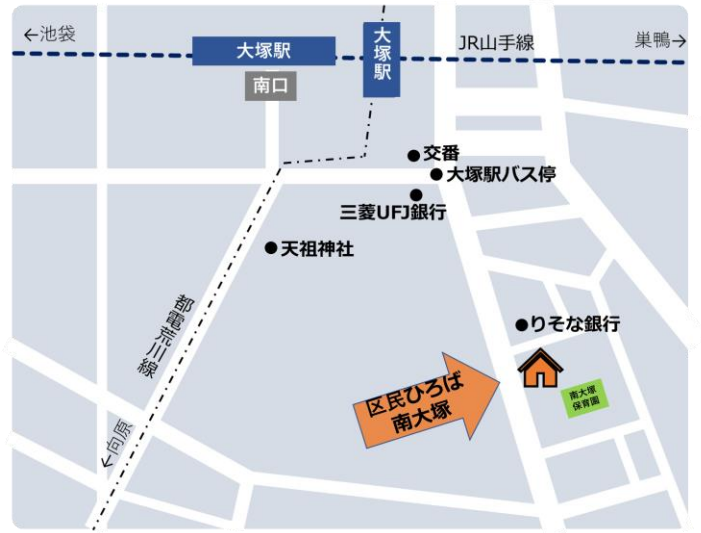 ←池袋
大塚駅
大塚駅
JR山手線
巣鴨→
南口
交番
大塚駅バス停
三菱UFJ銀行
天祖神社
都電荒川線
りそな銀行
区民ひろば
南大塚
南大塚
保育園
←向原